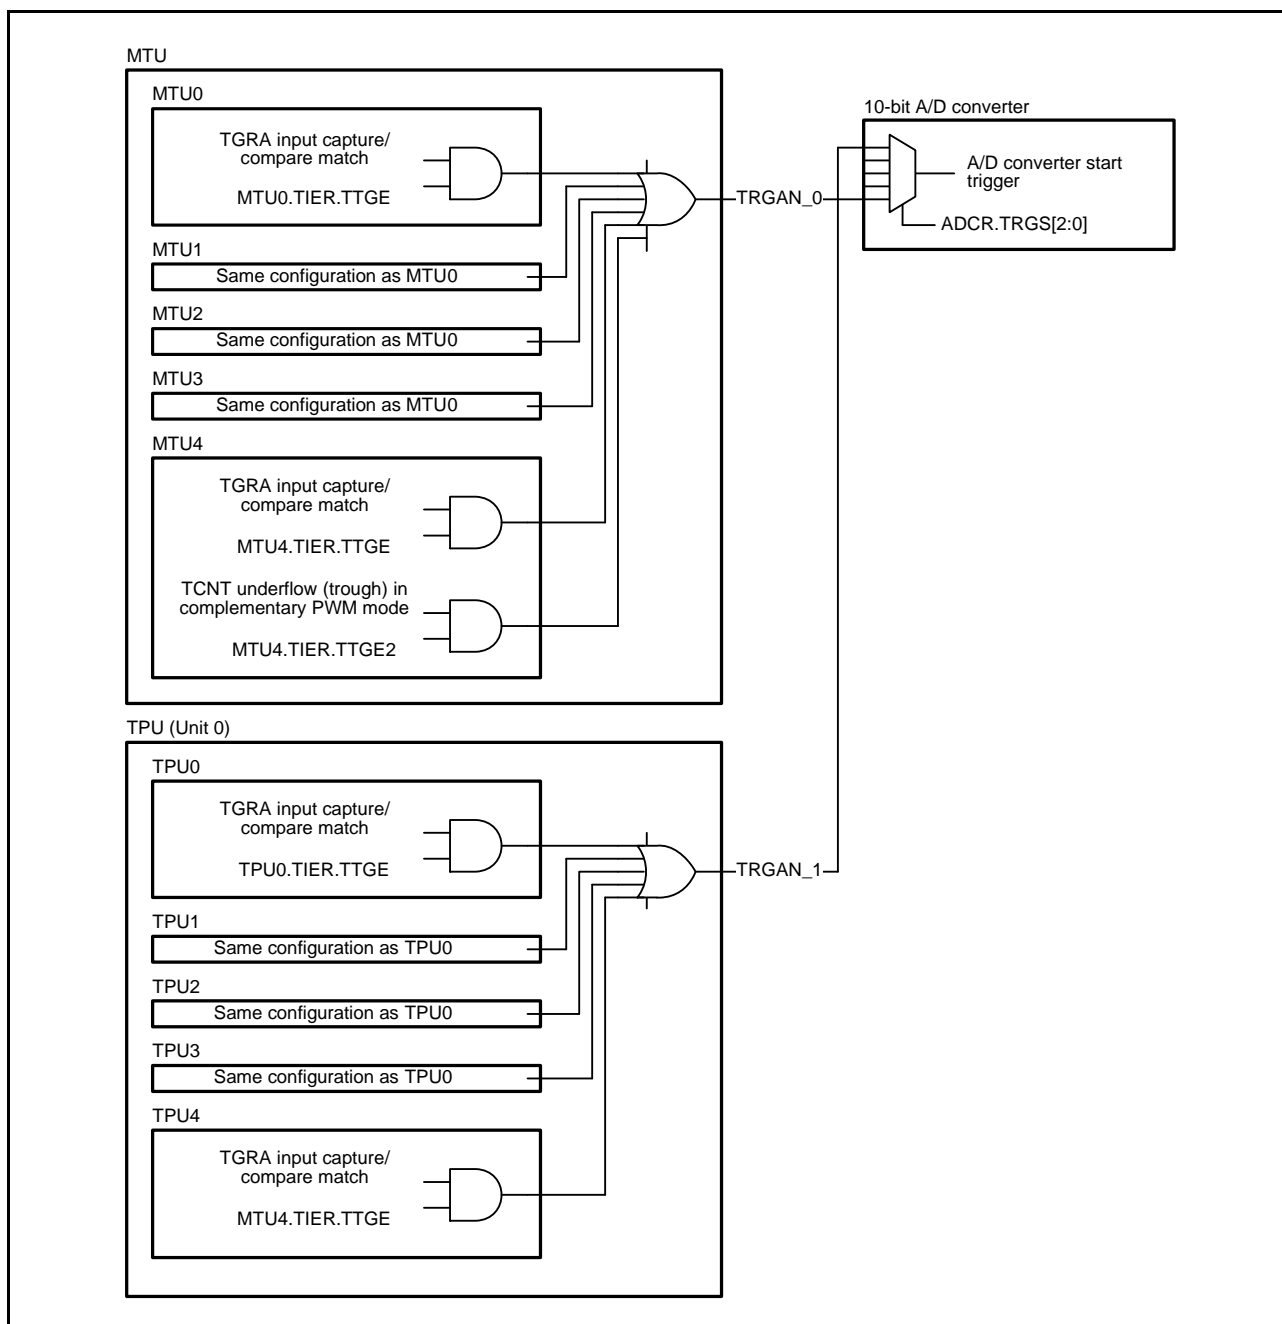 MTU
MTU0
TGRA input capture/
compare match
MTU0.TIER.TTGE
MTU1
Same configuration as MTU0
MTU2
Same configuration as MTU0
MTU3
Same configuration as MTU0
MTU4
TGRA input capture/
compare match
MTU4.TIER.TTGE
TCNT underflow (trough) in
complementary PWM mode
MTU4.TIER.TTGE2
TRGAN_0
10-bit A/D converter
A/D converter start
trigger
ADCR.TRGS[2:0]
TPU (Unit 0)
TPU0
TGRA input capture/
compare match
TPU0.TIER.TTGE
TPU1
Same configuration as TPU0
TPU2
Same configuration as TPU0
TPU3
Same configuration as TPU0
TPU4
TGRA input capture/
compare match
MTU4.TIER.TTGE
TRGAN_1